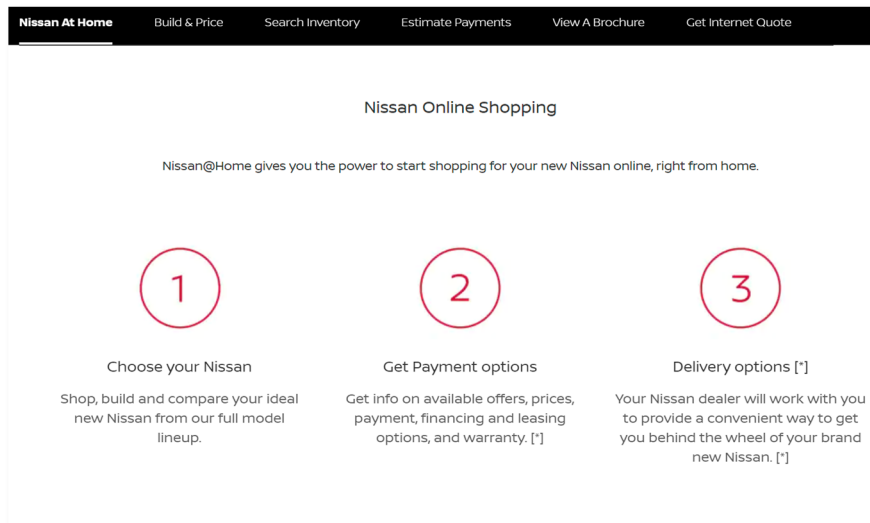 Nissan At Home Build & Price Search Inventory Estimate Payments View A Brochure Get Internet Quote
Nissan Online Shopping
Nissan@Home gives you the power to start shopping for your new Nissan online, right from home.
1
Choose your Nissan
Shop, build and compare your ideal
new Nissan from our full model
lineup.
2
Get Payment options
Get info on available offers, prices,
payment, financing and leasing
options, and warranty. [*]
3
Delivery options [*]
Your Nissan dealer will work with you
to provide a convenient way to get
you behind the wheel of your brand
new Nissan. [*]